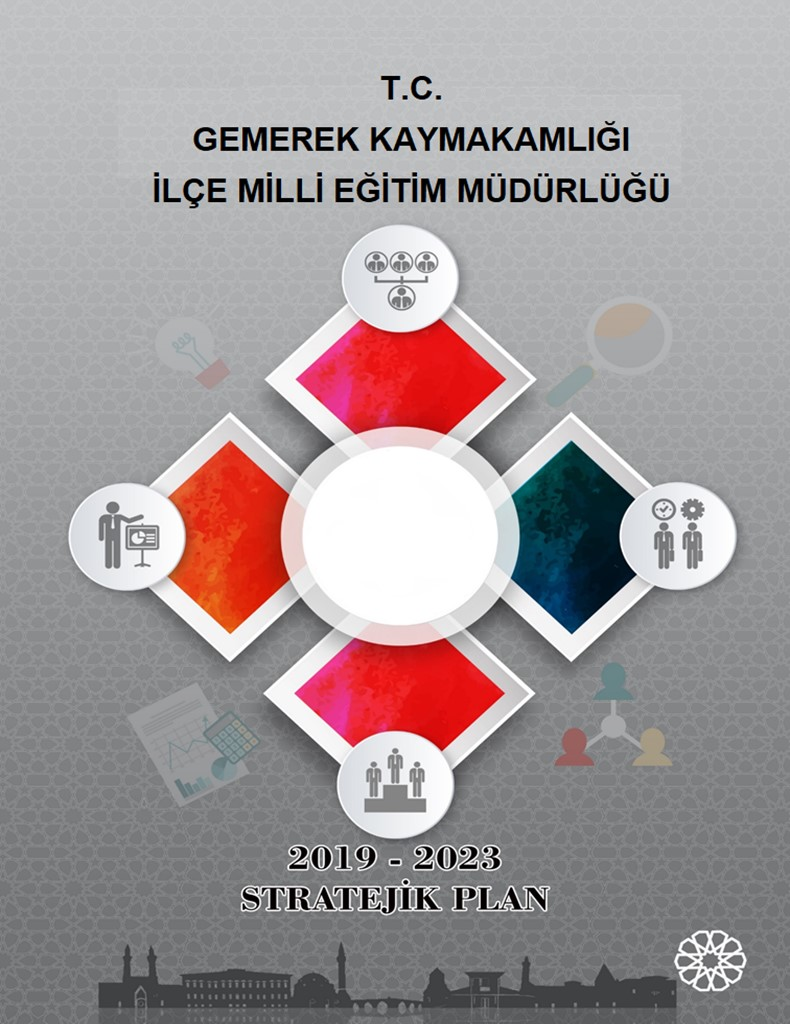 T.C.
GEMEREK KAYMAKAMLIĞI
İLÇE MİLLİ EĞİTİM MÜDÜRLÜĞÜ
2019 - 2023
STRATEJİK PLAN